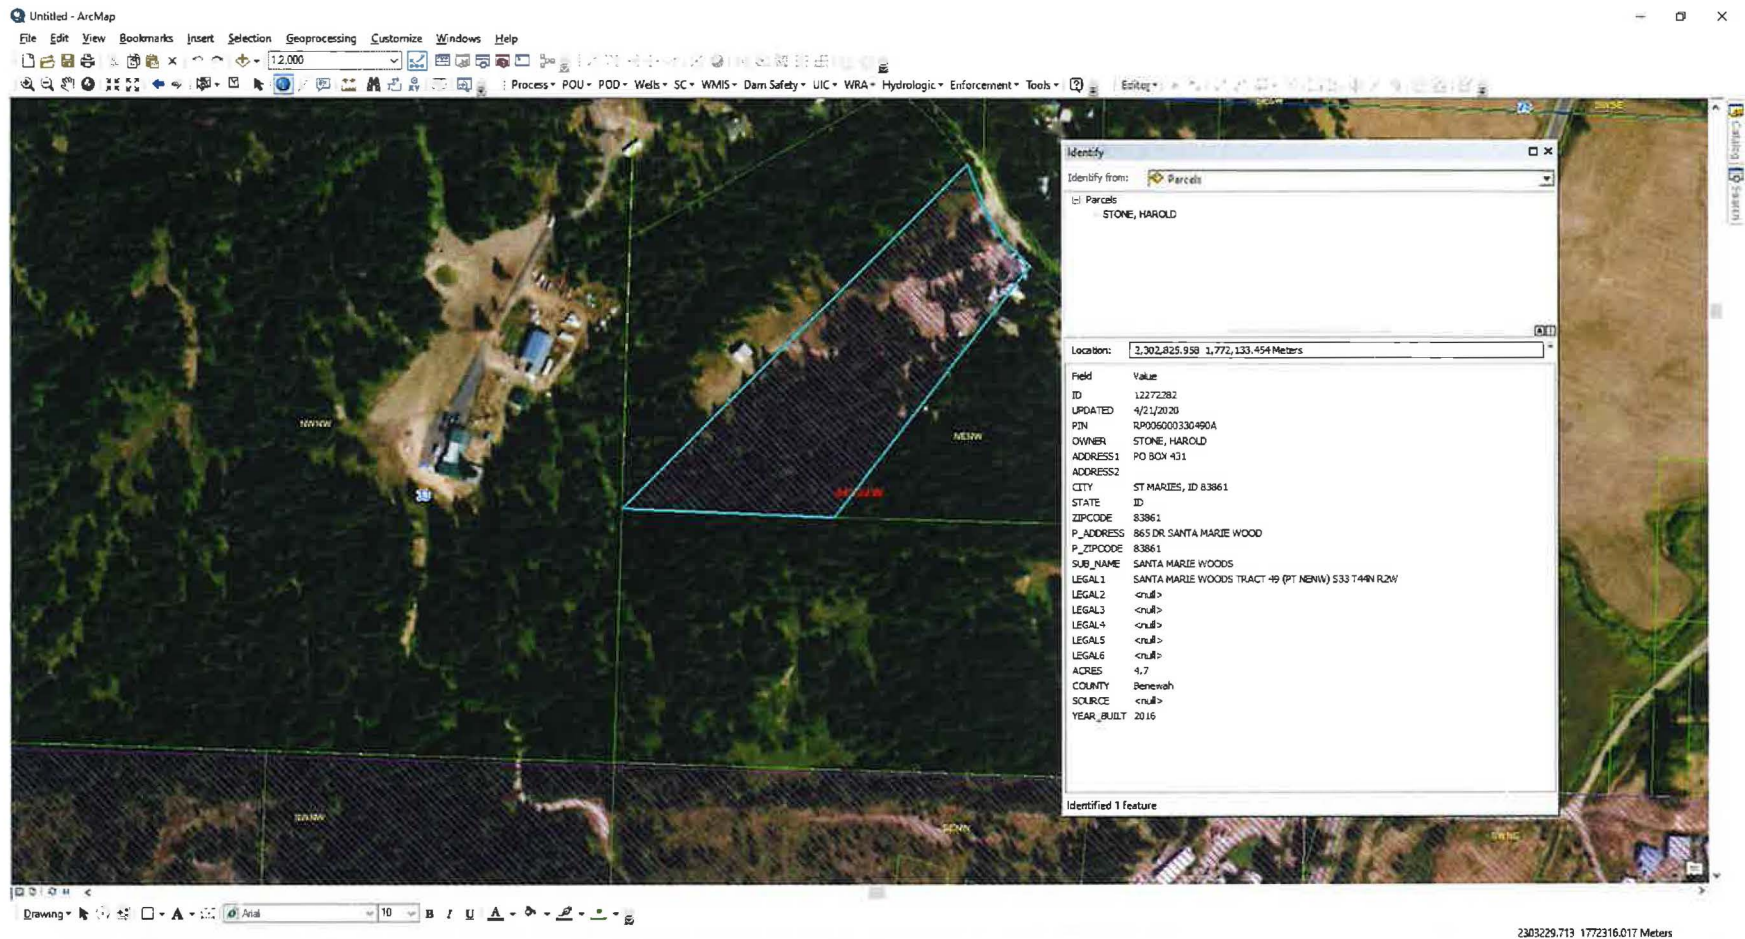 Untitled - ArcMap
File Edit View Bookmarks Insert Selection Geoprocessing Customize Windows Help
1:2,000
Process POU POD Wells SC WMIS Dam Safety UIC WRA Hydrologic Enforcement Tools Editor
SWSE
Catalog
Search
Identify
Identify from: Parcels
Parcels
STONE, HAROLD
Location: 2,302,825.958 1,772,133.454 Meters
Field Value
ID 12272282
UPDATED 4/21/2020
PIN RP006000330490A
OWNER STONE, HAROLD
ADDRESS1 PO BOX 431
ADDRESS2
CITY ST MARIES, ID 83861
STATE ID
ZIPCODE 83861
P_ADDRESS 865 DR SANTA MARIE WOOD
P_ZIPCODE 83861
SUB_NAME SANTA MARIE WOODS
LEGAL1 SANTA MARIE WOODS TRACT 49 (PT NENW) S33 T44N R2W
LEGAL2 <null>
LEGAL3 <null>
LEGAL4 <null>
LEGAL5 <null>
LEGAL6 <null>
ACRES 4.7
COUNTY Benewah
SOURCE <null>
YEAR_BUILT 2016
Identified 1 feature
NWNW
NENW
SWNW
SENW
SWNE
Drawing A Arial 10 B I U A
2303229.713 1772316.017 Meters